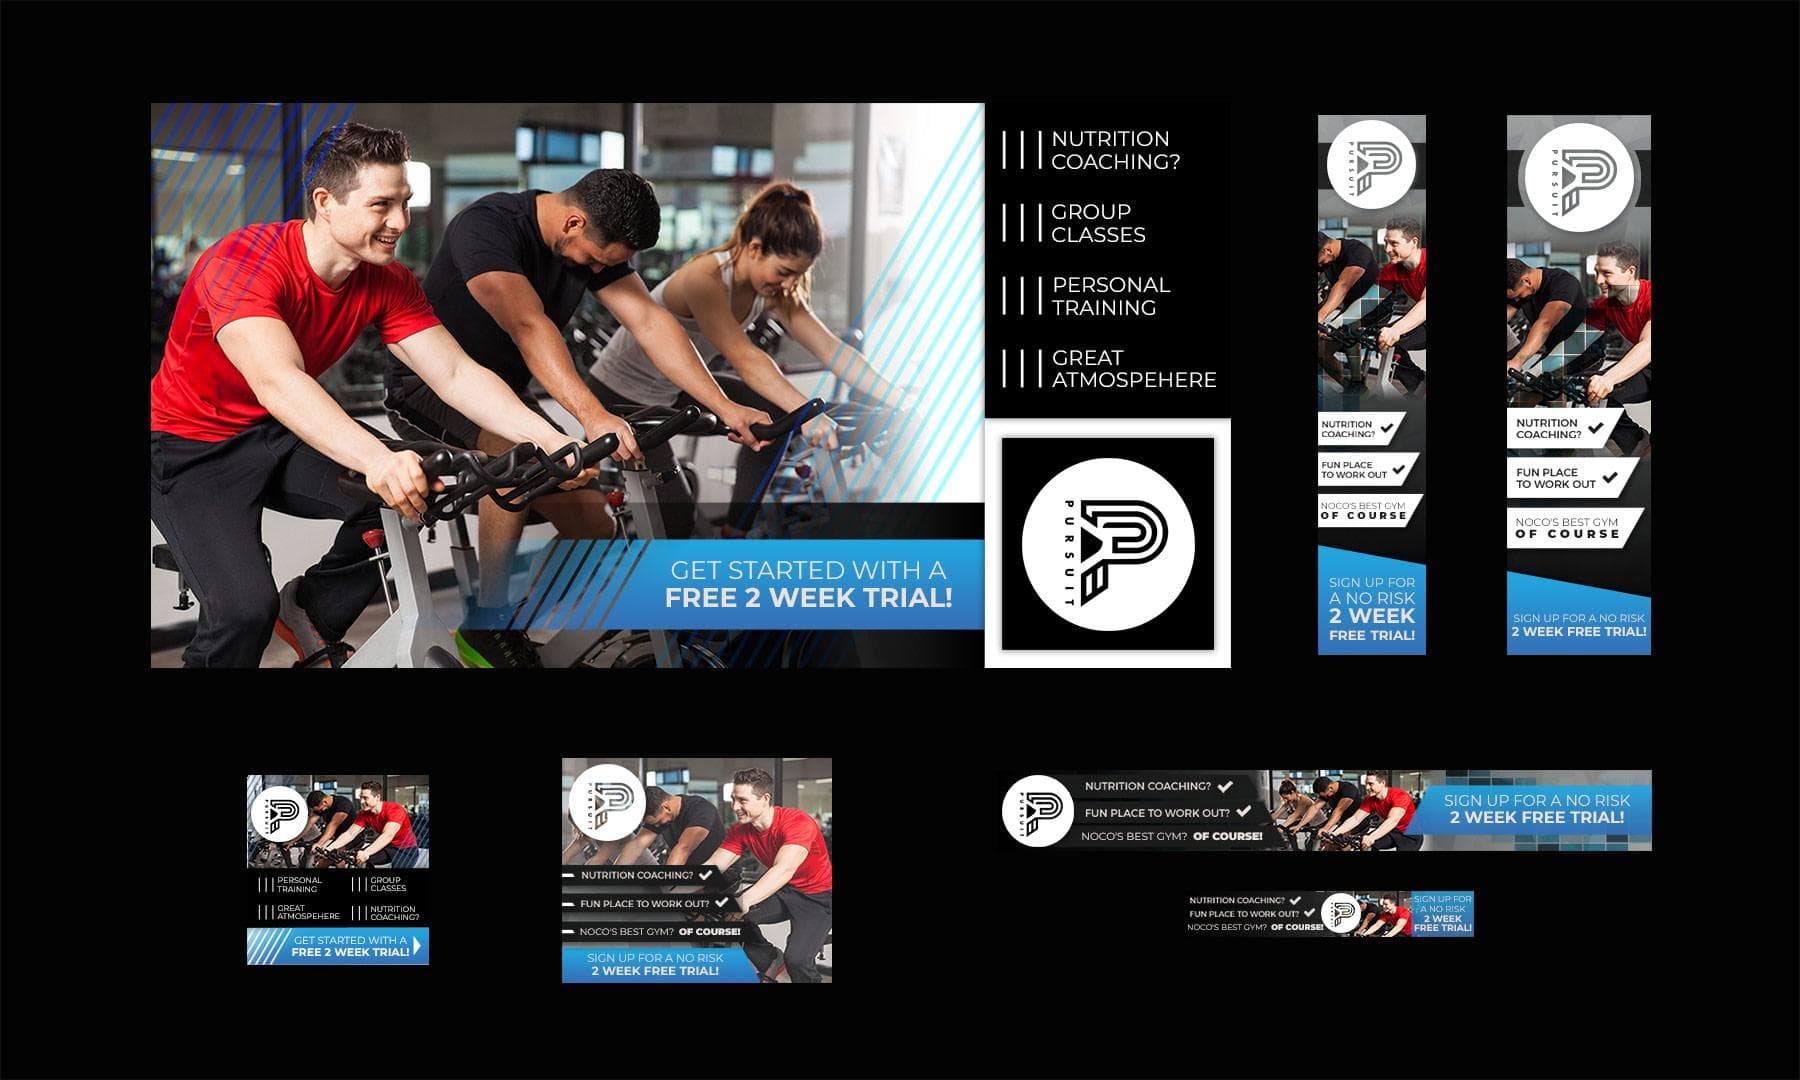 NUTRITION
COACHING?
GROUP
CLASSES
PERSONAL
TRAINING
GREAT
ATMOSPEHERE
GET STARTED WITH A
FREE 2 WEEK TRIAL!
PURSUIT
PURSUIT
NUTRITION
COACHING?
FUN PLACE
TO WORK OUT
NOCO'S BEST GYM
OF COURSE
SIGN UP FOR
A NO RISK
2 WEEK
FREE TRIAL!
PURSUIT
NUTRITION
COACHING?
FUN PLACE
TO WORK OUT
NOCO'S BEST GYM
OF COURSE
SIGN UP FOR A NO RISK
2 WEEK FREE TRIAL!
PURSUIT
PERSONAL
TRAINING
GROUP
CLASSES
GREAT
ATMOSPEHERE
NUTRITION
COACHING?
GET STARTED WITH A
FREE 2 WEEK TRIAL!
PURSUIT
NUTRITION COACHING?
FUN PLACE TO WORK OUT?
NOCO'S BEST GYM? OF COURSE!
SIGN UP FOR A NO RISK
2 WEEK FREE TRIAL!
PURSUIT
NUTRITION COACHING?
FUN PLACE TO WORK OUT?
NOCO'S BEST GYM? OF COURSE!
SIGN UP FOR A NO RISK
2 WEEK FREE TRIAL!
NUTRITION COACHING?
FUN PLACE TO WORK OUT?
NOCO'S BEST GYM? OF COURSE!
PURSUIT
SIGN UP FOR
A NO RISK
2 WEEK
FREE TRIAL!